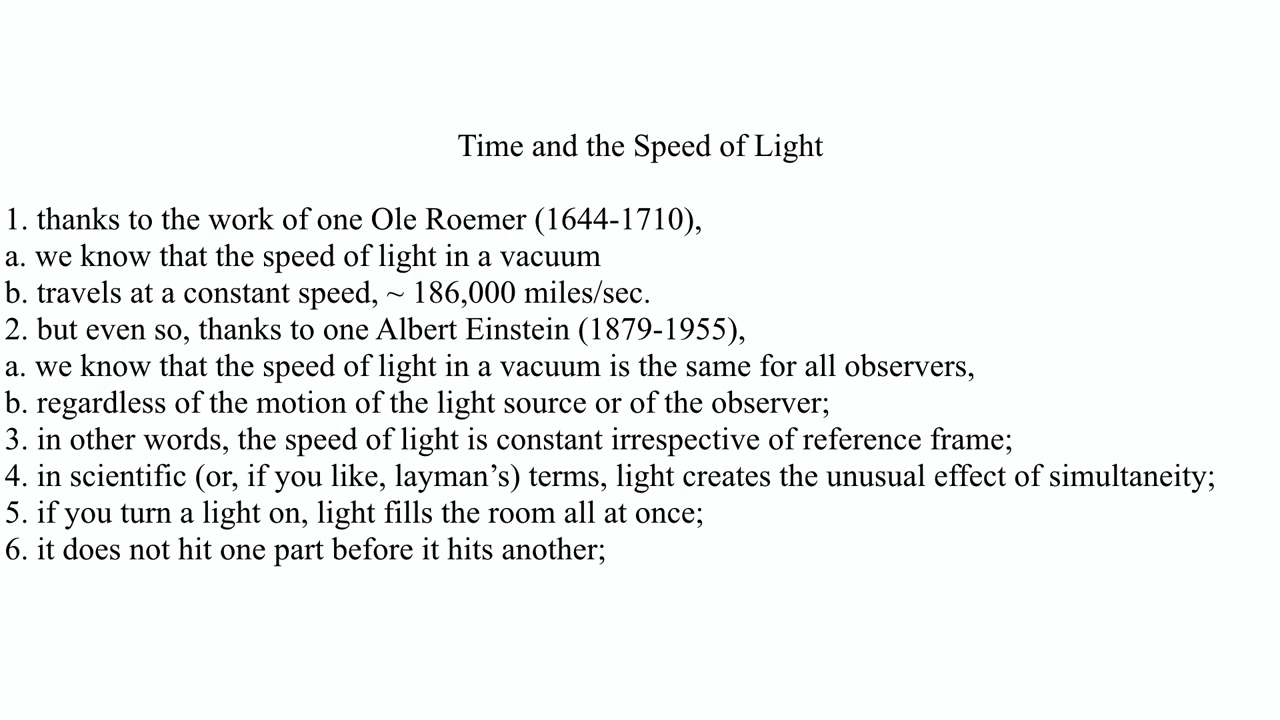 Time and the Speed of Light
1. thanks to the work of one Ole Roemer (1644-1710),
a. we know that the speed of light in a vacuum
b. travels at a constant speed, ~ 186,000 miles/sec.
2. but even so, thanks to one Albert Einstein (1879-1955),
a. we know that the speed of light in a vacuum is the same for all observers,
b. regardless of the motion of the light source or of the observer;
3. in other words, the speed of light is constant irrespective of reference frame;
4. in scientific (or, if you like, layman’s) terms, light creates the unusual effect of simultaneity;
5. if you turn a light on, light fills the room all at once;
6. it does not hit one part before it hits another;